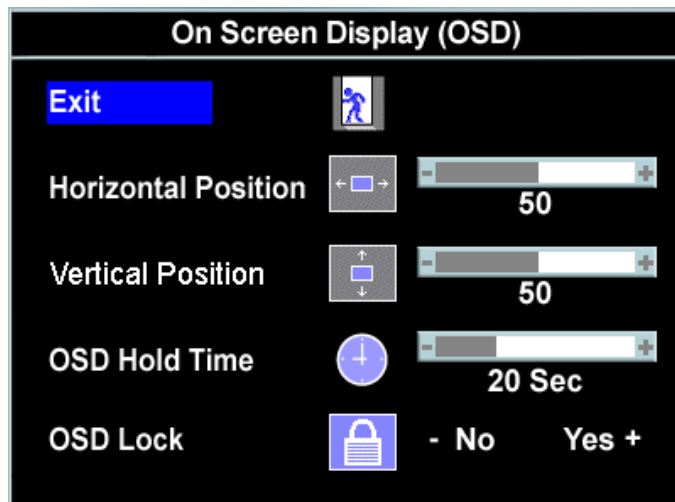 On Screen Display (OSD)
Exit
Horizontal Position - +
50
Vertical Position - +
50
OSD Hold Time - +
20 Sec
OSD Lock - No Yes +